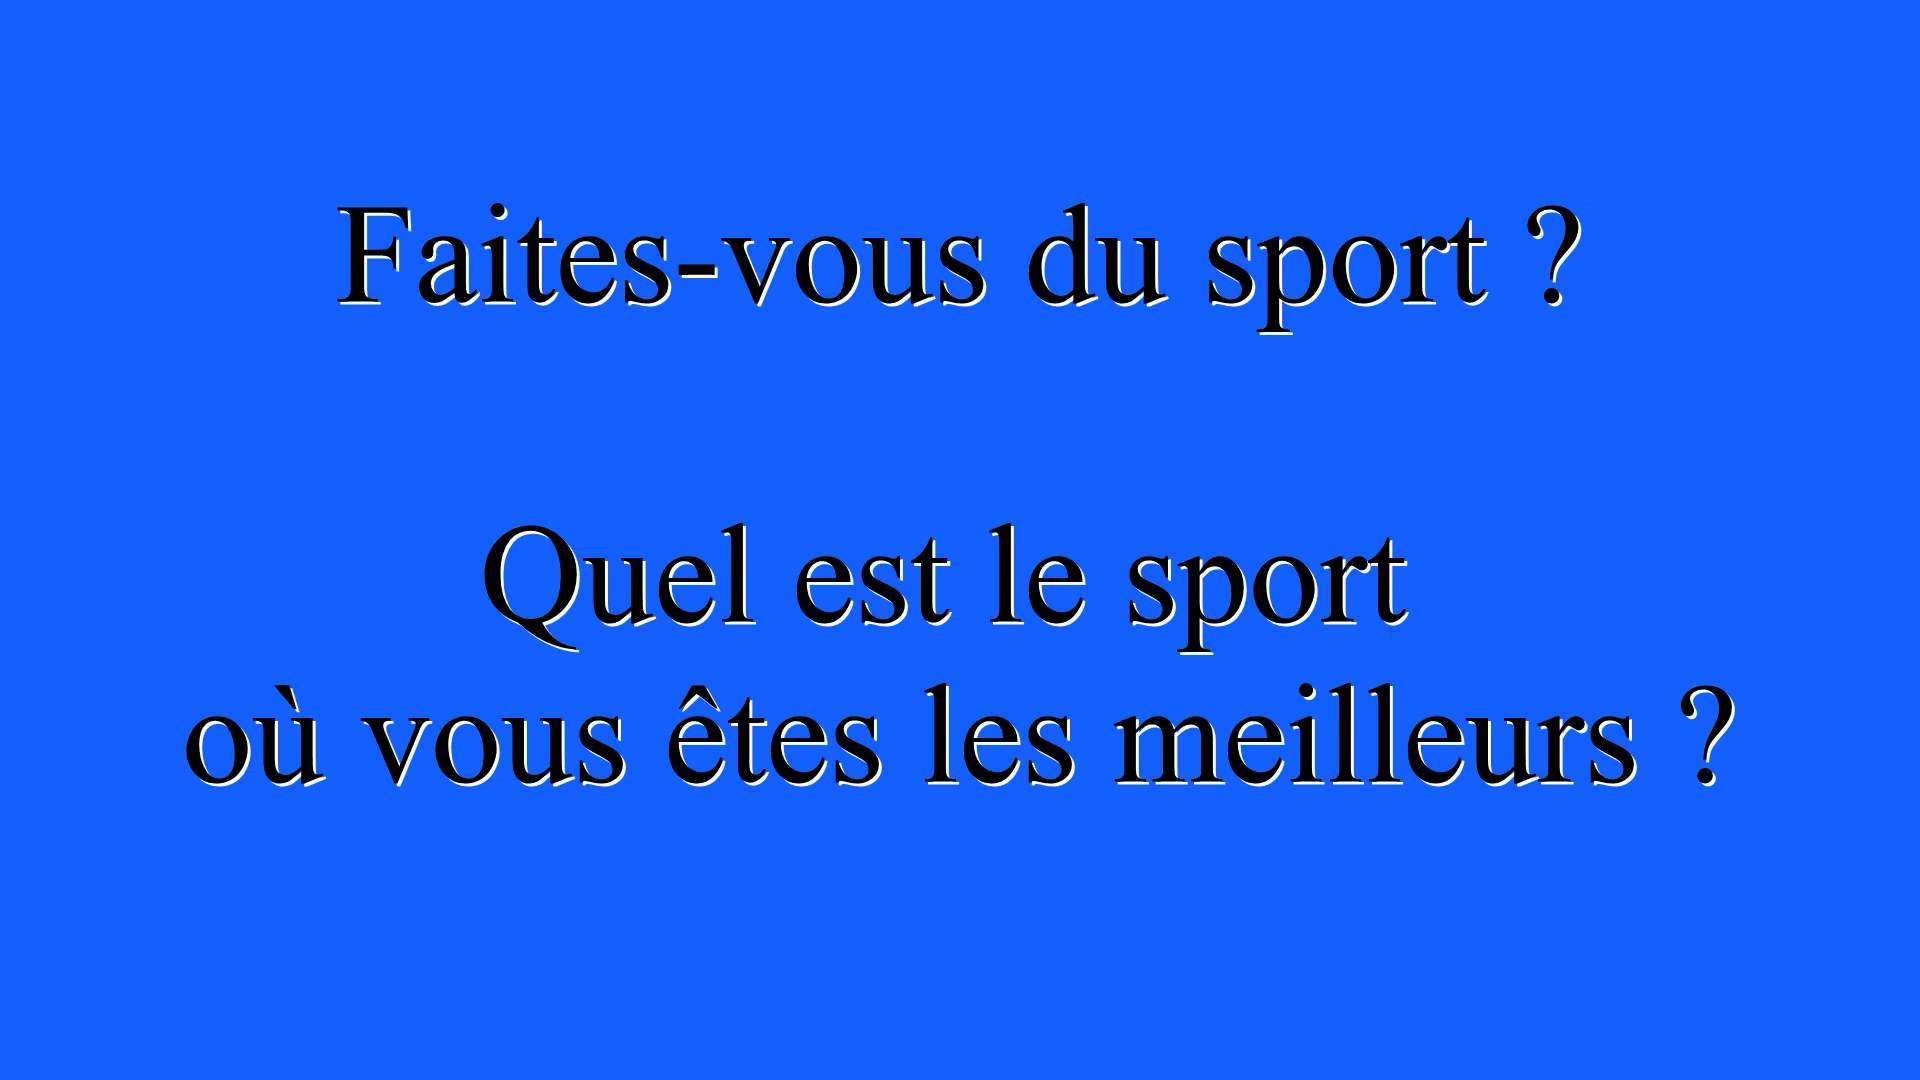 Faites-vous du sport ?
Quel est le sport
où vous êtes les meilleurs ?